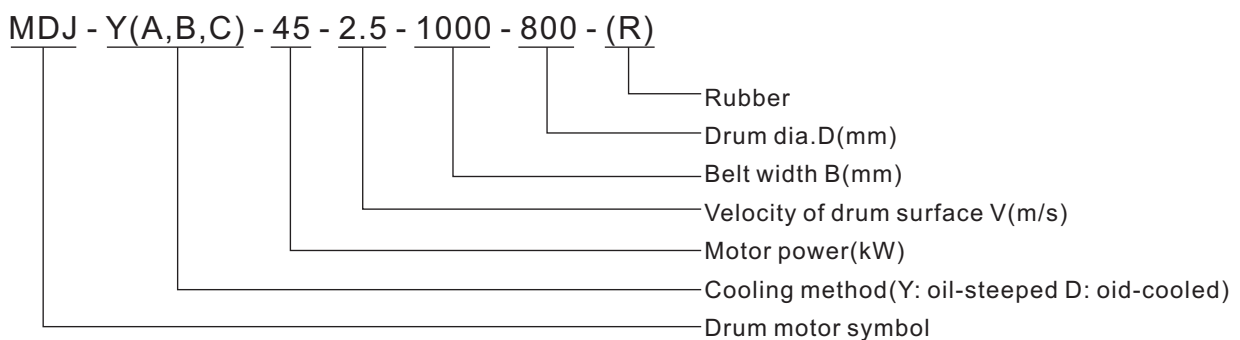 MDJ - Y(A,B,C) - 45 - 2.5 - 1000 - 800 - (R)
Rubber
Drum dia.D(mm)
Belt width B(mm)
Velocity of drum surface V(m/s)
Motor power(kW)
Cooling method(Y: oil-steeped D: oid-cooled)
Drum motor symbol